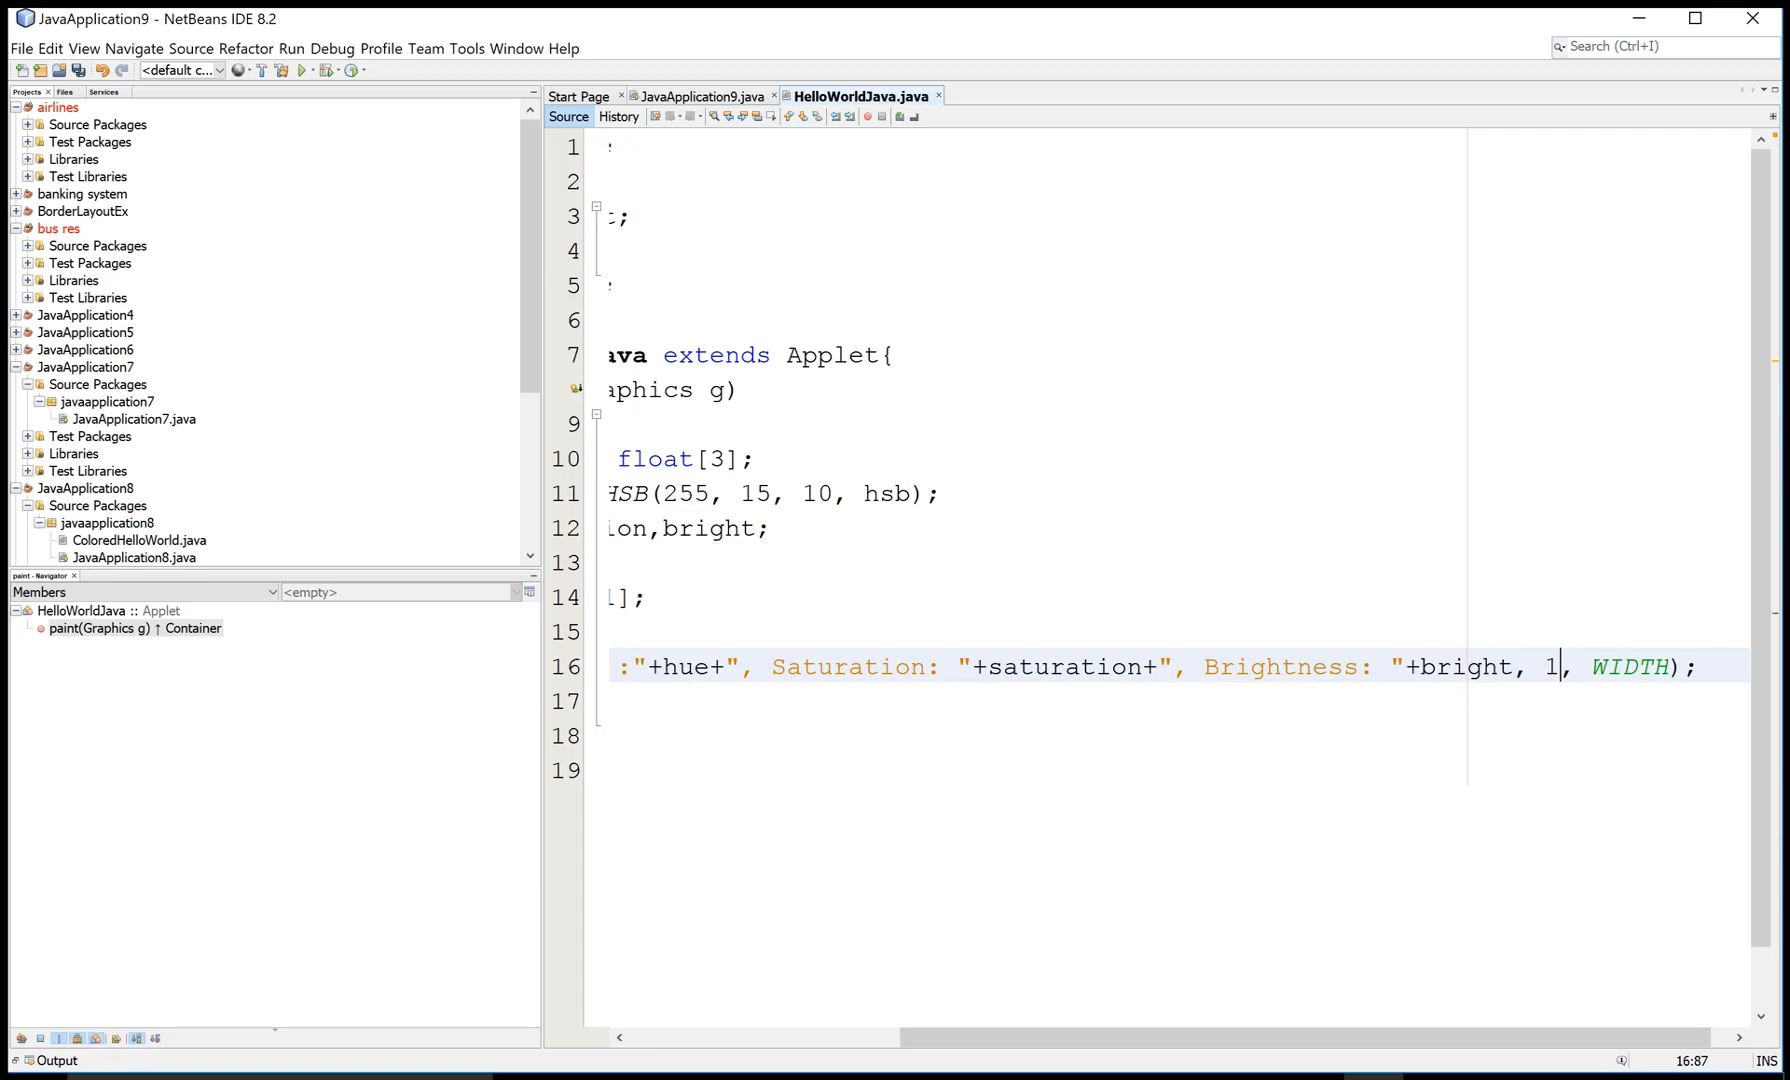 JavaApplication9 - NetBeans IDE 8.2
File Edit View Navigate Source Refactor Run Debug Profile Team Tools Window Help
Search (Ctrl+I)
<default c...
Projects Files Services
airlines
Source Packages
Test Packages
Libraries
Test Libraries
banking system
BorderLayoutEx
bus res
Source Packages
Test Packages
Libraries
Test Libraries
JavaApplication4
JavaApplication5
JavaApplication6
JavaApplication7
Source Packages
javaapplication7
JavaApplication7.java
Test Packages
Libraries
Test Libraries
JavaApplication8
Source Packages
javaapplication8
ColoredHelloWorld.java
JavaApplication8.java
paint - Navigator
Members
<empty>
HelloWorldJava :: Applet
paint(Graphics g) ↑ Container
Start Page JavaApplication9.java HelloWorldJava.java
Source History
1 ;
2
3 t;
4
5 ;
6
7 ava extends Applet{
aphics g)
9
10 float[3];
11 HSB(255, 15, 10, hsb);
12 ion,bright;
13
14 1];
15
16 :"+hue+", Saturation: "+saturation+", Brightness: "+bright, 1, WIDTH);
17
18
19
Output
16:87 INS